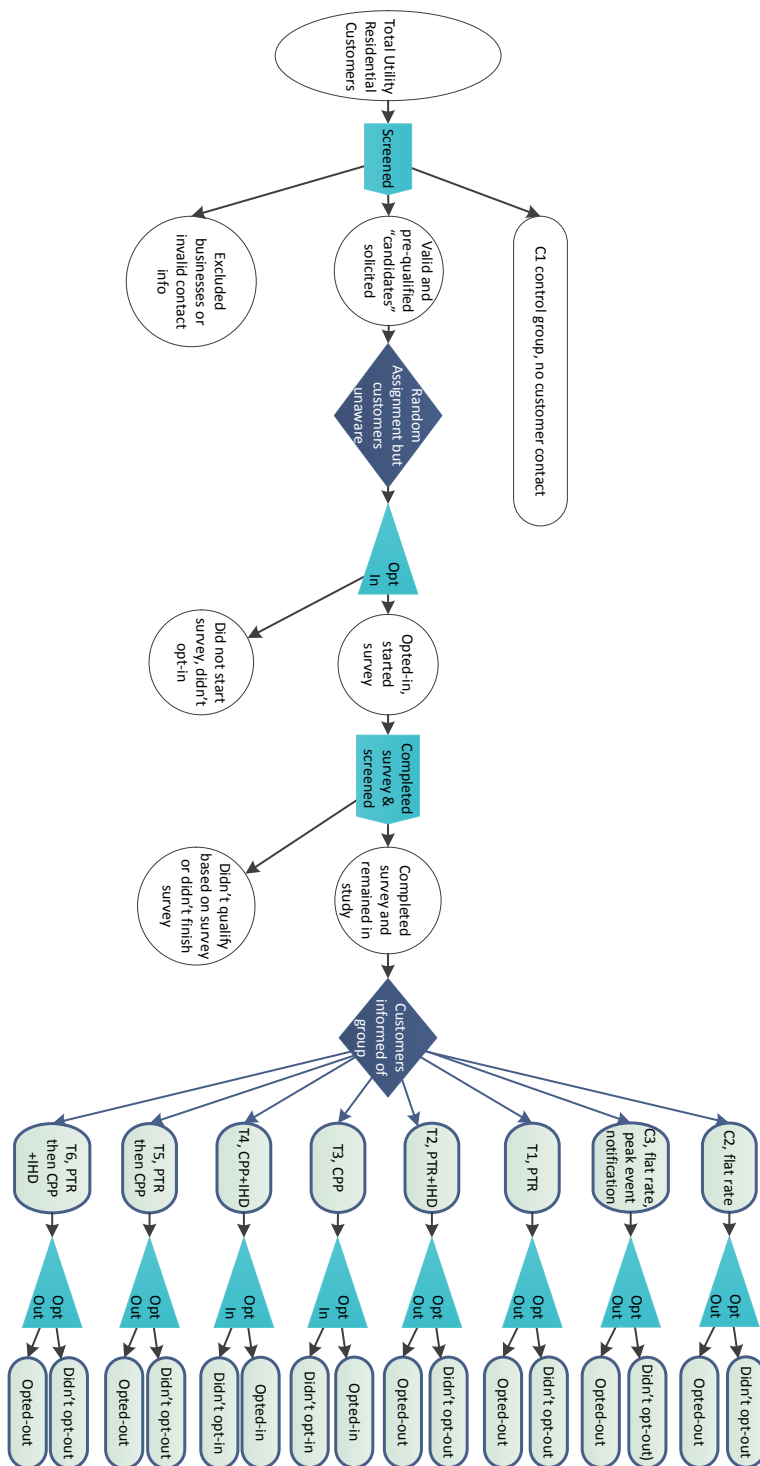 Total Utility
Residential
Customers
Screened
C1 control group, no customer contact
Valid and
pre-qualified
“candidates”
solicited
Excluded
businesses or
invalid contact
info
Random
Assignment but
customers
unaware
Opt
In
Opted-in,
started
survey
Did not start
survey, didn’t
opt-in
Completed
survey &
screened
Completed
survey and
remained in
study
Didn’t qualify
based on survey
or didn’t finish
survey
Customers
informed of
group
C2, flat rate
Opt
Out
Didn’t opt-out
Opted-out
C3, flat rate,
peak event
notification
Opt
Out
Didn’t opt-out)
Opted-out
T1, PTR
Opt
Out
Didn’t opt-out
Opted-out
T2, PTR+IHD
Opt
Out
Didn’t opt-out
Opted-out
T3, CPP
Opt
In
Opted-in
Didn’t opt-in
T4, CPP+IHD
Opt
In
Opted-in
Didn’t opt-in
T5, PTR
then CPP
Opt
Out
Didn’t opt-out
Opted-out
T6, PTR
then CPP
+IHD
Opt
Out
Didn’t opt-out
Opted-out